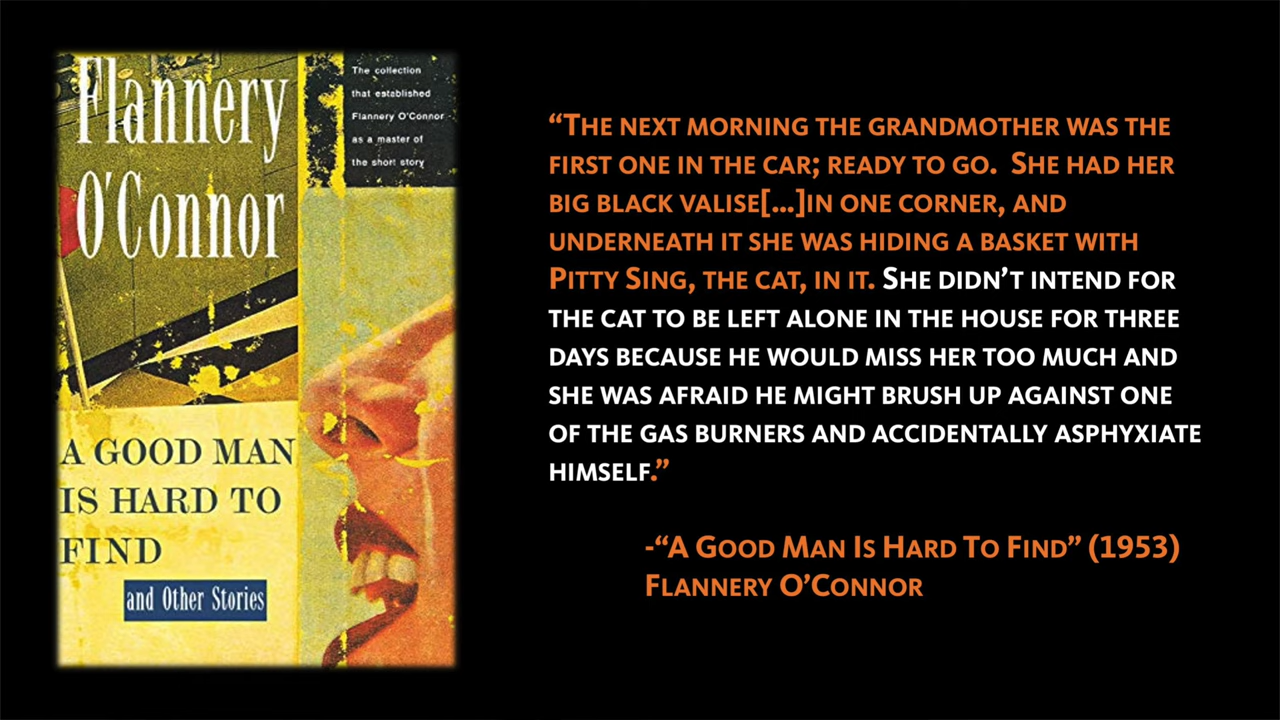 Flannery
O'Connor
The collection
that established
Flannery O'Connor
as a master of
the short story
A GOOD MAN
IS HARD TO
FIND
and Other Stories
“The next morning the grandmother was the
first one in the car; ready to go.  She had her
big black valise[...]in one corner, and
underneath it she was hiding a basket with
Pitty Sing, the cat, in it. She didn’t intend for
the cat to be left alone in the house for three
days because he would miss her too much and
she was afraid he might brush up against one
of the gas burners and accidentally asphyxiate
himself.”
-“A Good Man Is Hard To Find” (1953)
Flannery O’Connor